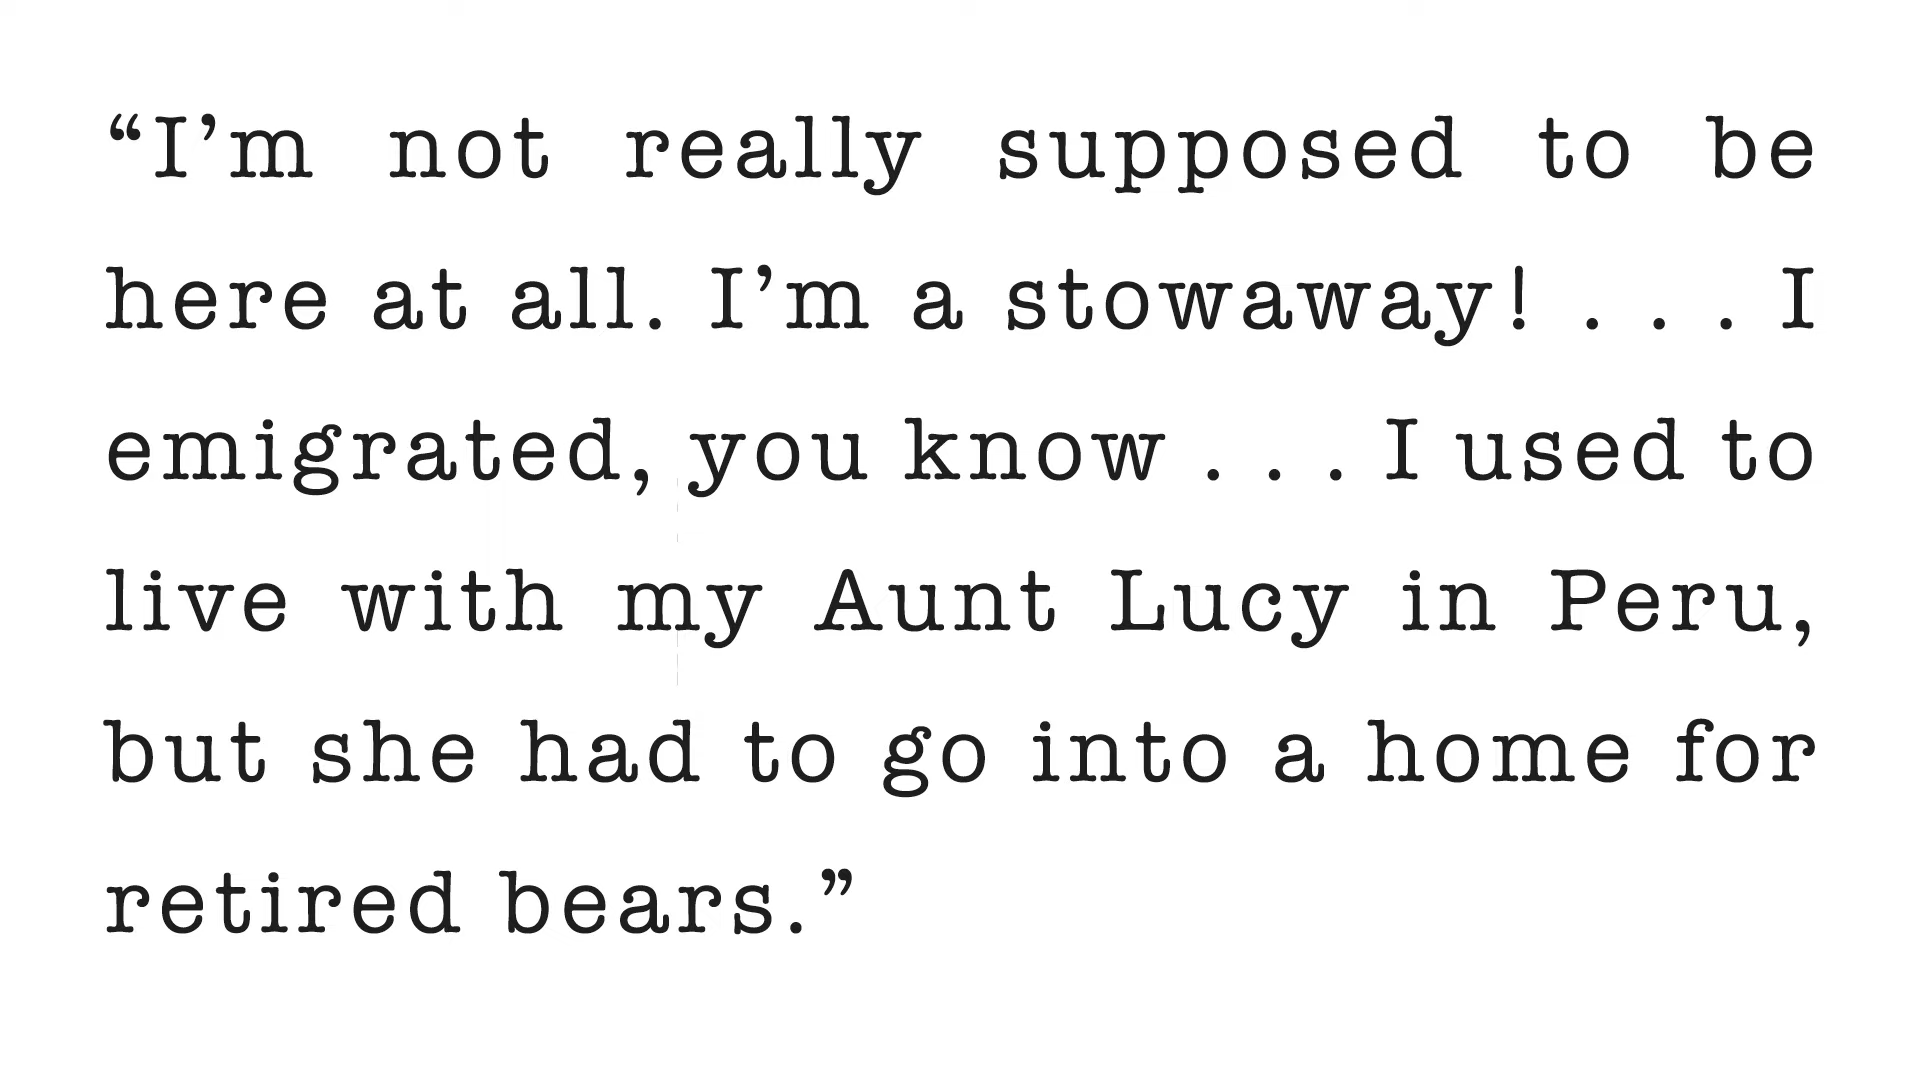 “I’m not really supposed to be
here at all. I’m a stowaway! . . . I
emigrated, you know . . . I used to
live with my Aunt Lucy in Peru,
but she had to go into a home for
retired bears.”